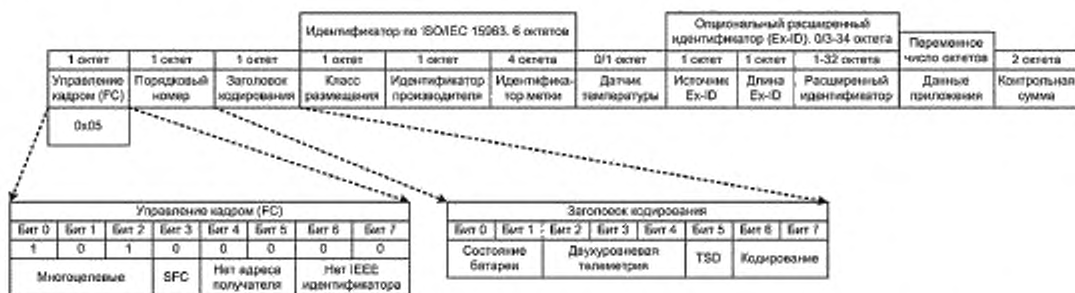 Идентификатор по ISO/IEC 15963. 6 октетов
Опциональный расширенный
идентификатор (Ex-ID). 0/3-34 октета
Переменное
число октетов
1 октет 1 октет 1 октет 1 октет 1 октет 4 октета 0/1 октет 1 октет 1 октет 1-32 октета 2 октета
Управление Порядковый Заголовок Класс Идентификатор Идентифика- Датчик Источник Длина Расширенный Данные Контрольная
кадром (FC) номер кодирования размещения производителя тор метки температуры Ex-ID Ex-ID идентификатор приложения сумма
0x05
Управление кадром (FC)
Бит 0 Бит 1 Бит 2 Бит 3 Бит 4 Бит 5 Бит 6 Бит 7
1 0 1 0 0 0 0 0
Многоцелевые SFC Нет адреса Нет IEEE
получателя идентификатора
Заголовок кодирования
Бит 0 Бит 1 Бит 2 Бит 3 Бит 4 Бит 5 Бит 6 Бит 7
Состояние Двухуровневая TSD Кодирование
батареи телеметрия